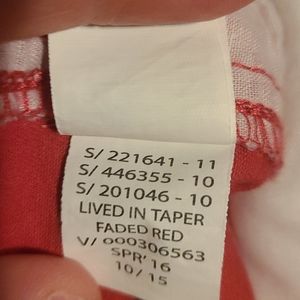 S/ 221641 - 11
S/ 446355 - 10
S/ 201046 - 10
LIVED IN TAPER
FADED RED
V/ 000306563
SPR' 16
10/ 15